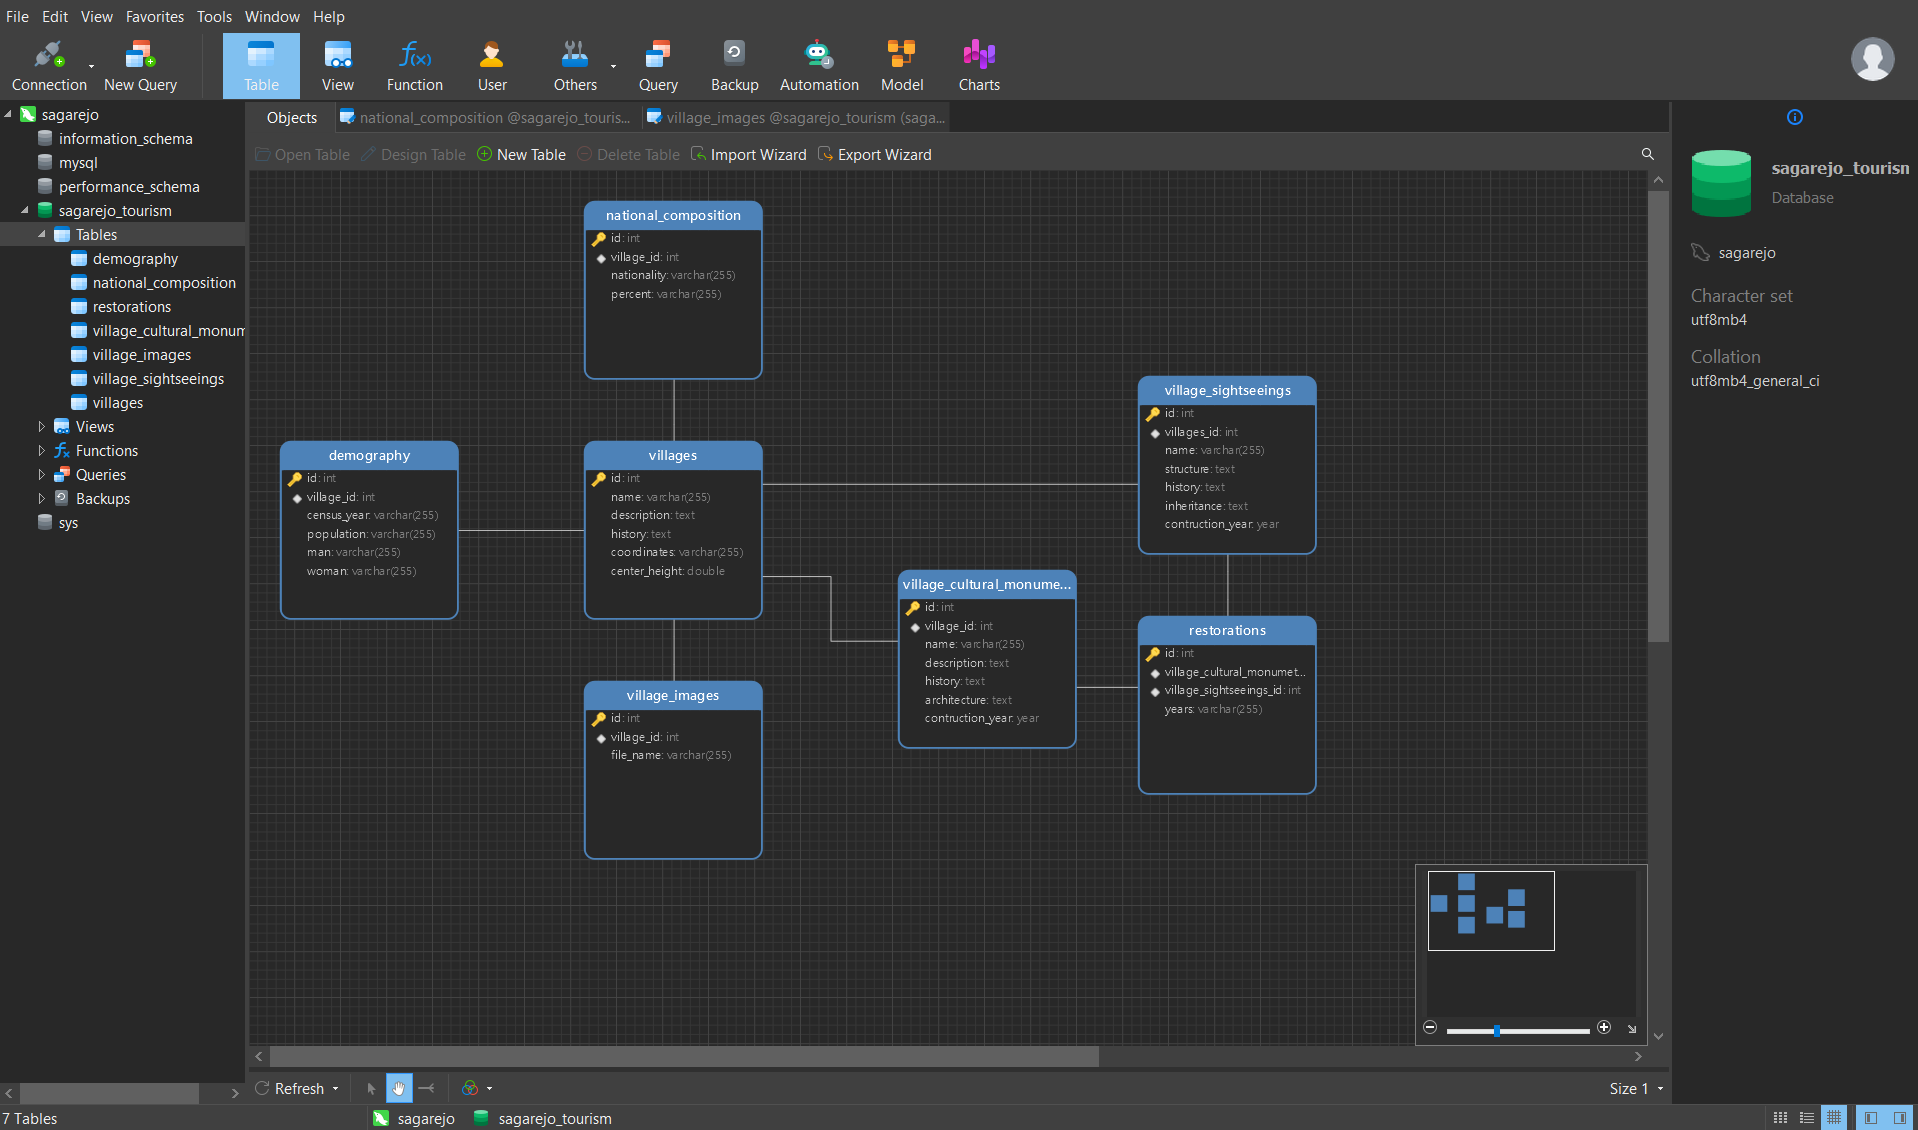 File Edit View Favorites Tools Window Help
Connection New Query Table View Function User Others Query Backup Automation Model Charts
sagarejo
information_schema
mysql
performance_schema
sagarejo_tourism
Tables
demography
national_composition
restorations
village_cultural_monum
village_images
village_sightseeings
villages
Views
Functions
Queries
Backups
sys
Objects national_composition @sagarejo_touris... village_images @sagarejo_tourism (saga...
Open Table Design Table New Table Delete Table Import Wizard Export Wizard
national_composition
id: int
village_id: int
nationality: varchar(255)
percent: varchar(255)
demography
id: int
village_id: int
census_year: varchar(255)
population: varchar(255)
man: varchar(255)
woman: varchar(255)
villages
id: int
name: varchar(255)
description: text
history: text
coordinates: varchar(255)
center_height: double
village_images
id: int
village_id: int
file_name: varchar(255)
village_cultural_monume...
id: int
village_id: int
name: varchar(255)
description: text
history: text
architecture: text
contruction_year: year
village_sightseeings
id: int
villages_id: int
name: varchar(255)
structure: text
history: text
inheritance: text
contruction_year: year
restorations
id: int
village_cultural_monumet...
village_sightseeings_id: int
years: varchar(255)
sagarejo_tourism
Database
sagarejo
Character set
utf8mb4
Collation
utf8mb4_general_ci
Refresh
Size 1
7 Tables
sagarejo sagarejo_tourism